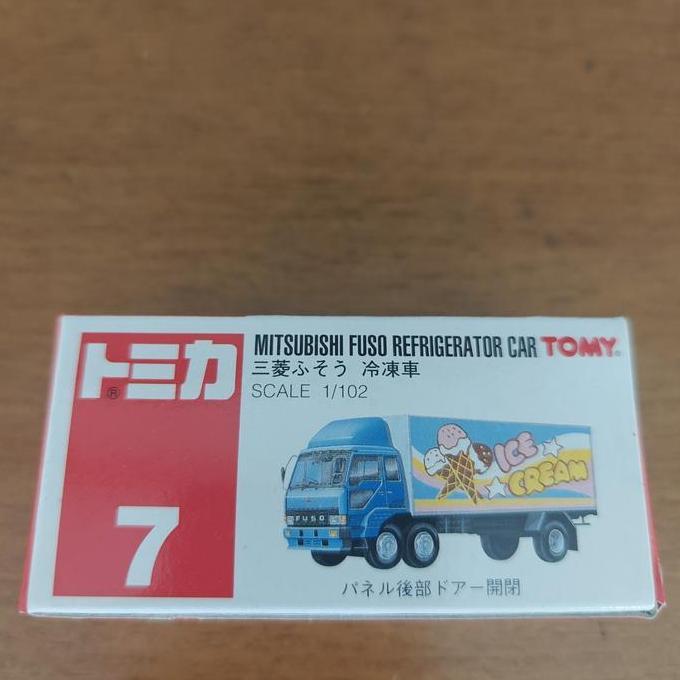 トミカ®
7
MITSUBISHI FUSO REFRIGERATOR CAR TOMY®
三菱ふそう 冷凍車
SCALE 1/102
ICE
CREAM
FUSO
パネル後部ドアー開閉